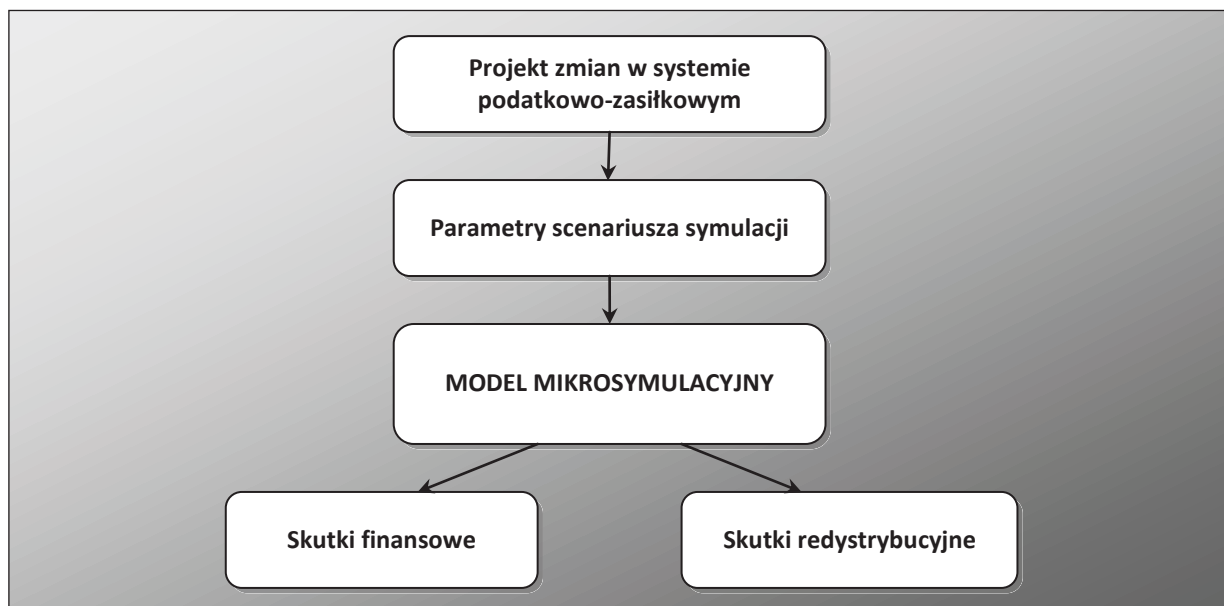 Projekt zmian w systemie
podatkowo-zasiłkowym
Parametry scenariusza symulacji
MODEL MIKROSYMULACYJNY
Skutki finansowe
Skutki redystrybucyjne